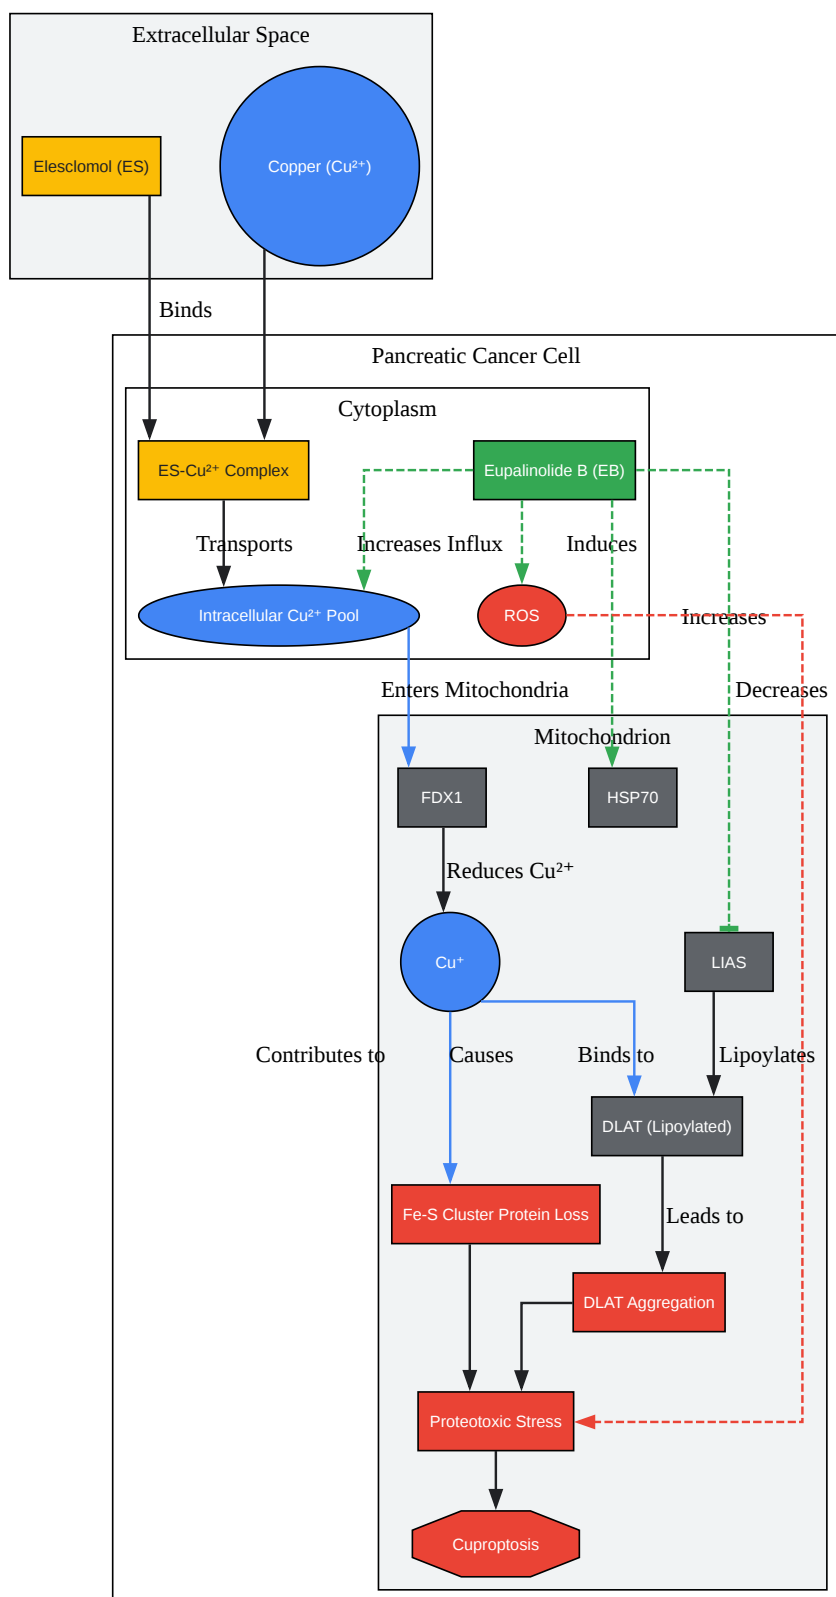 Extracellular Space
Elesclomol (ES)
Copper (Cu²⁺)
Binds
Pancreatic Cancer Cell
Cytoplasm
ES-Cu²⁺ Complex
Eupalinolide B (EB)
Transports
Increases Influx
Induces
Intracellular Cu²⁺ Pool
ROS
Increases
Enters Mitochondria
Decreases
Mitochondrion
FDX1
HSP70
Reduces Cu²⁺
Cu⁺
LIAS
Contributes to
Causes
Binds to
Lipoylates
DLAT (Lipoylated)
Fe-S Cluster Protein Loss
Leads to
DLAT Aggregation
Proteotoxic Stress
Cuproptosis